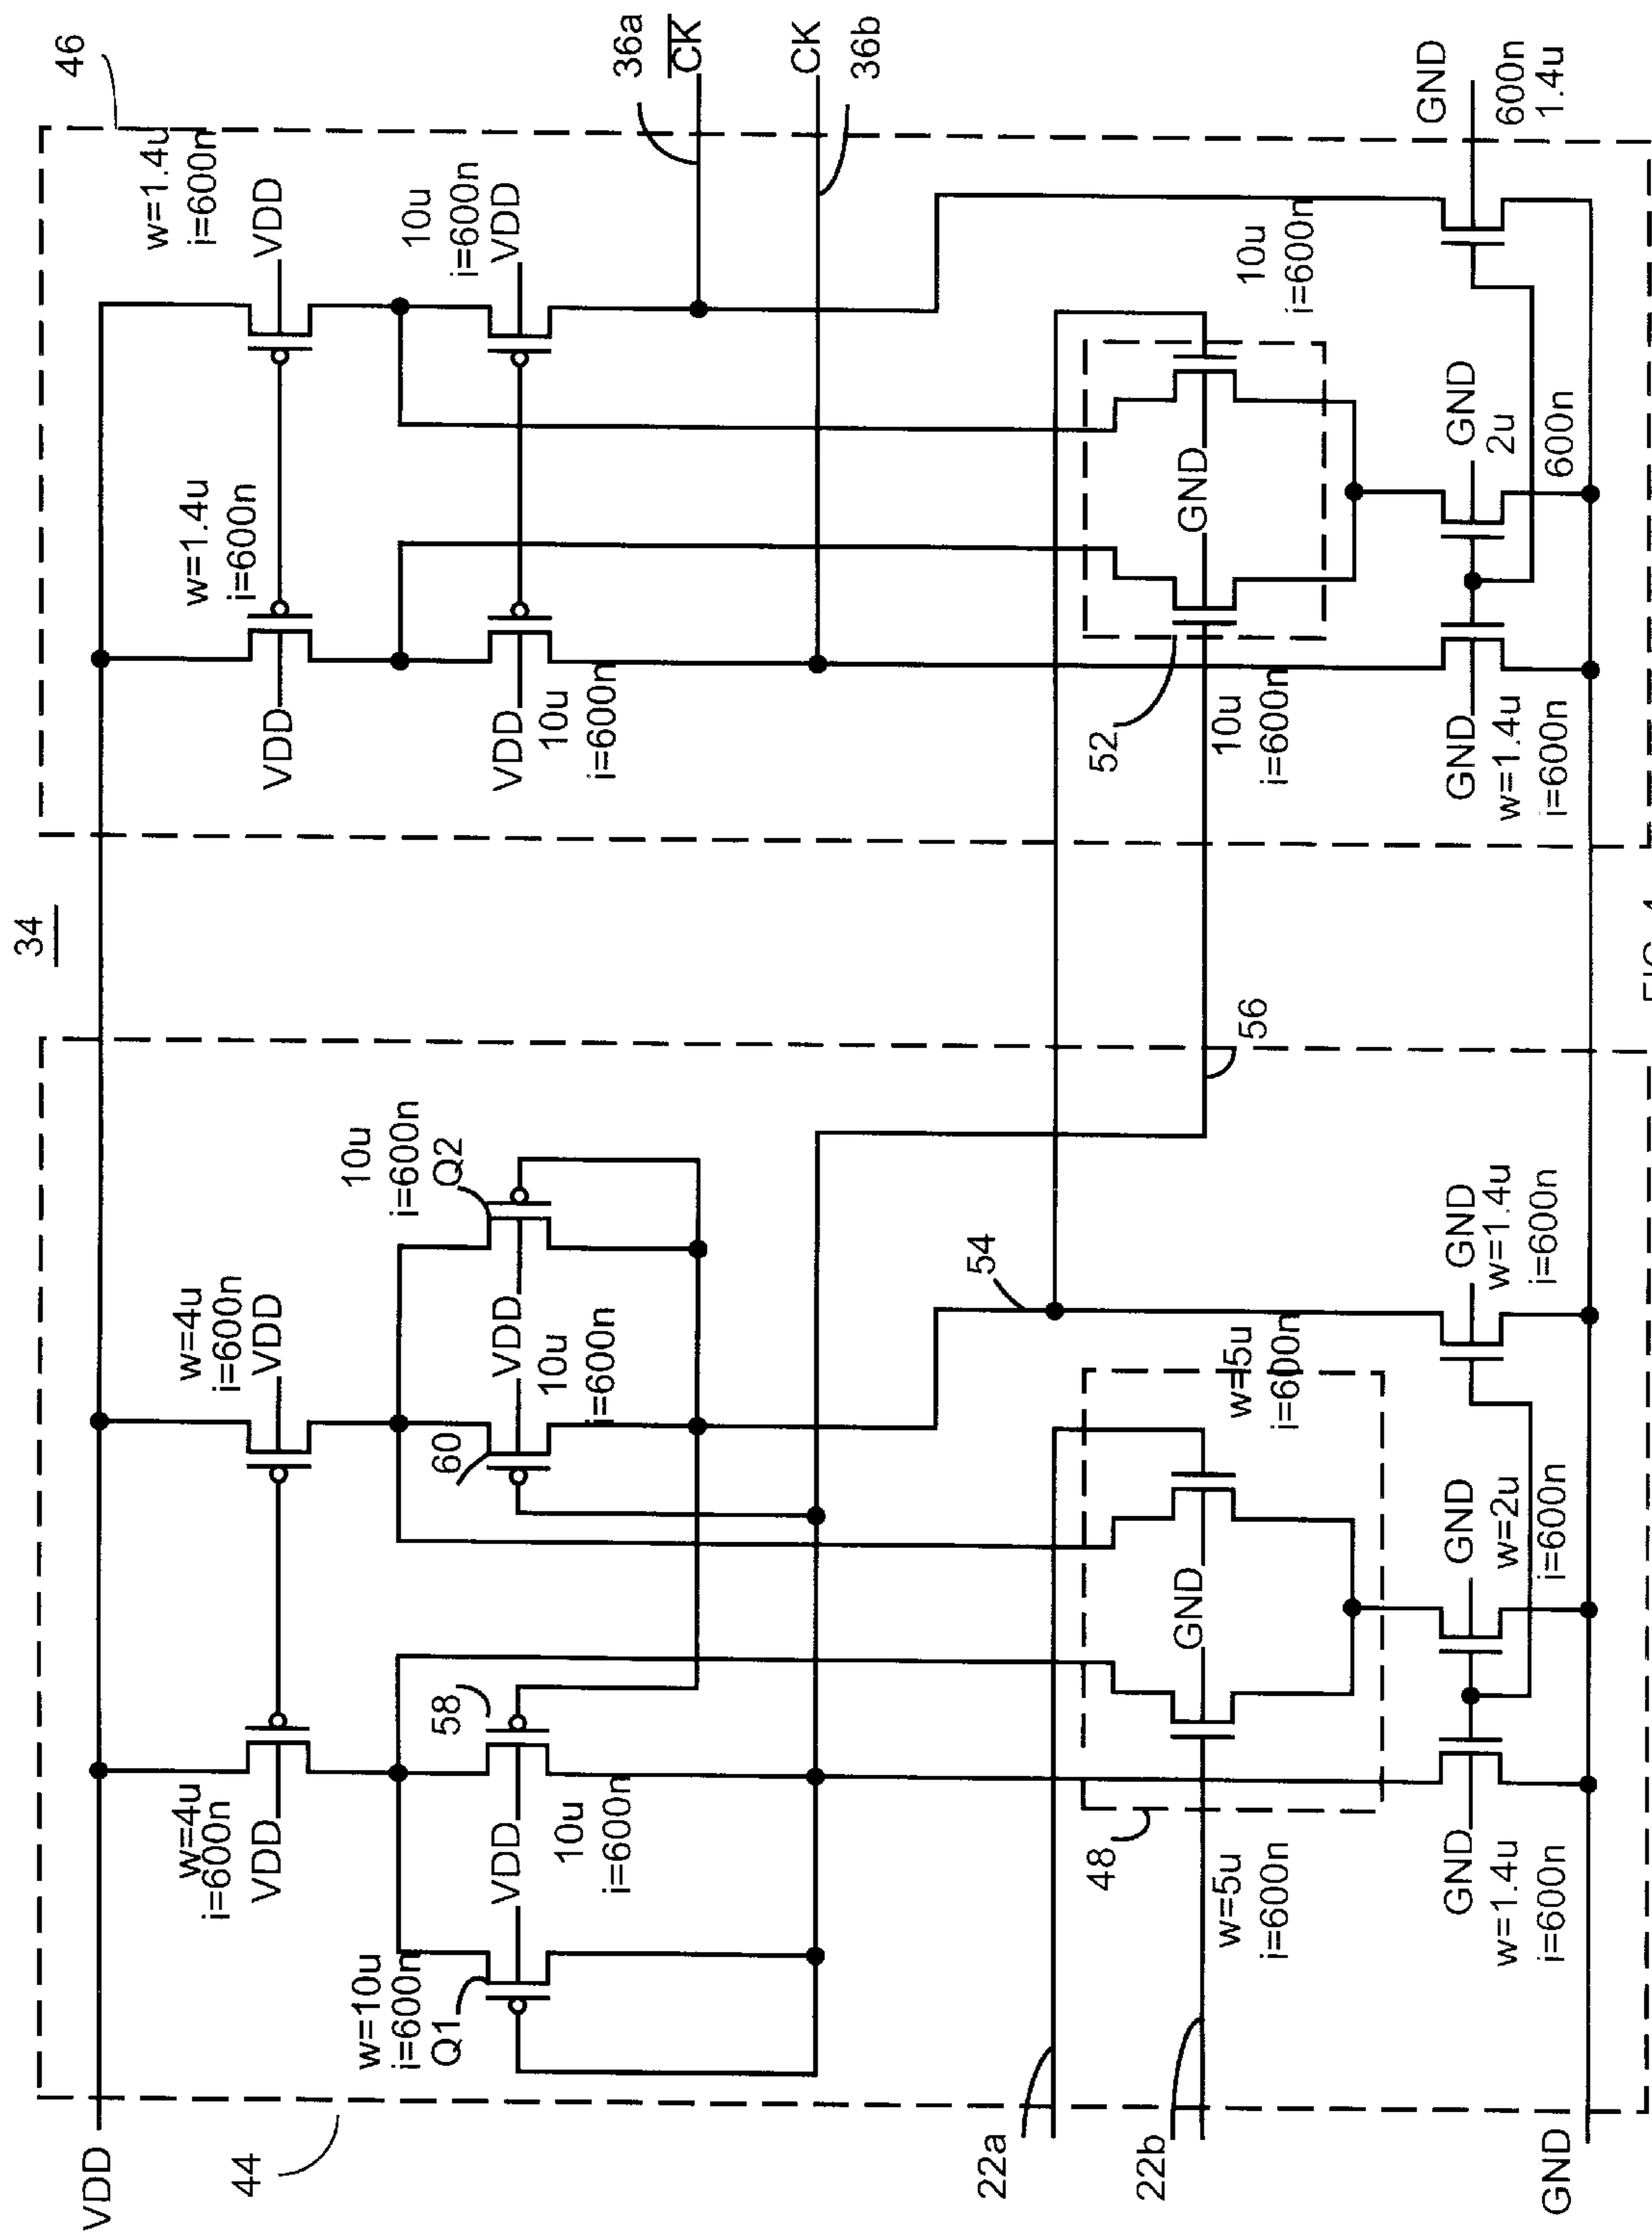 34
46
w=1.4u
i=600n
VDD
10u
i=600n
VDD
36a
CK
CK
36b
w=1.4u
i=600n
VDD
VDD
10u
i=600n
10u
i=600n
GND
52
10u
i=600n
GND
600n
1.4u
GND
2u
600n
GND
w=1.4u
i=600n
56
10u
i=600n
Q2
w=4u
i=600n
VDD
VDD
10u
i=600n
60
54
w=5u
i=600n
GND
w=1.4u
i=600n
58
GND
GND
w=2u
i=600n
w=4u
i=600n
VDD
VDD
10u
i=600n
w=10u
i=600n
Q1
48
w=5u
i=600n
GND
w=1.4u
i=600n
VDD
44
22a
22b
GND